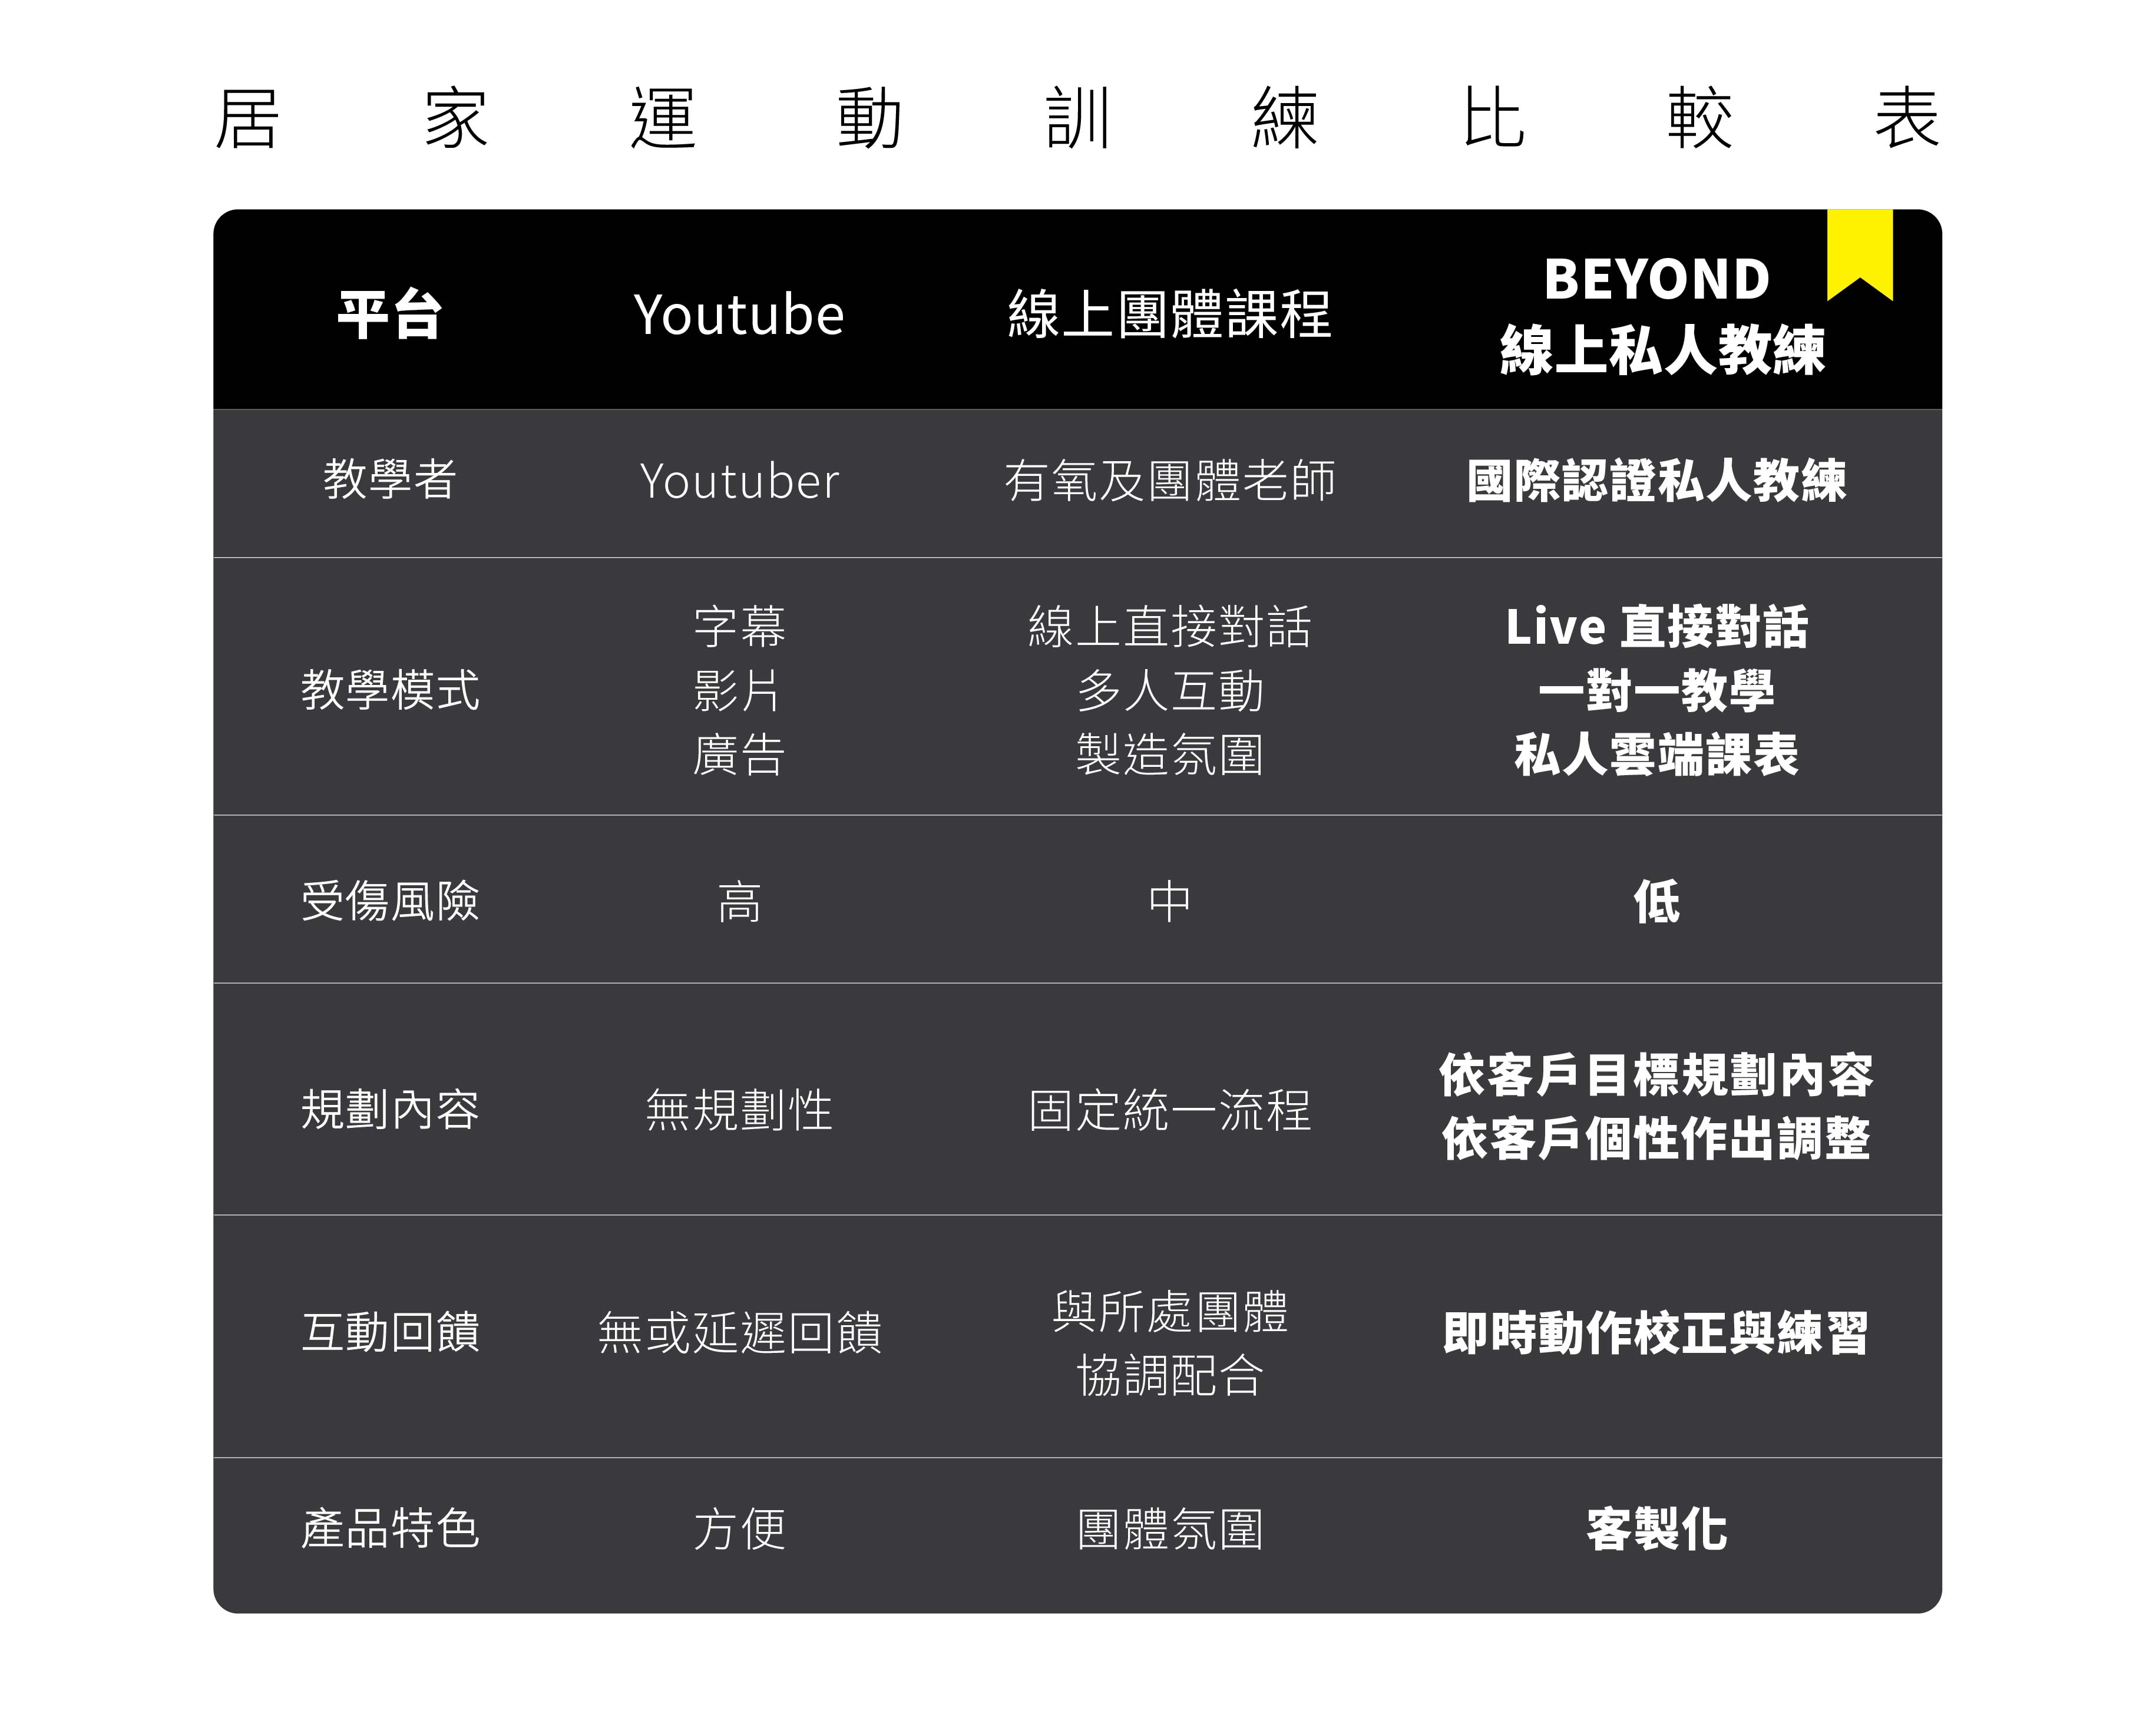 居家運動訓練比較表
平台 Youtube 線上團體課程 BEYOND
線上私人教練
教學者 Youtuber 有氧及團體老師 國際認證私人教練
教學模式
字幕
影片
廣告
線上直接對話
多人互動
製造氛圍
Live 直接對話
一對一教學
私人雲端課表
受傷風險 高 中 低
規劃內容 無規劃性 固定統一流程
依客戶目標規劃內容
依客戶個性作出調整
互動回饋 無或延遲回饋
與所處團體
協調配合
即時動作校正與練習
產品特色 方便 團體氛圍 客製化